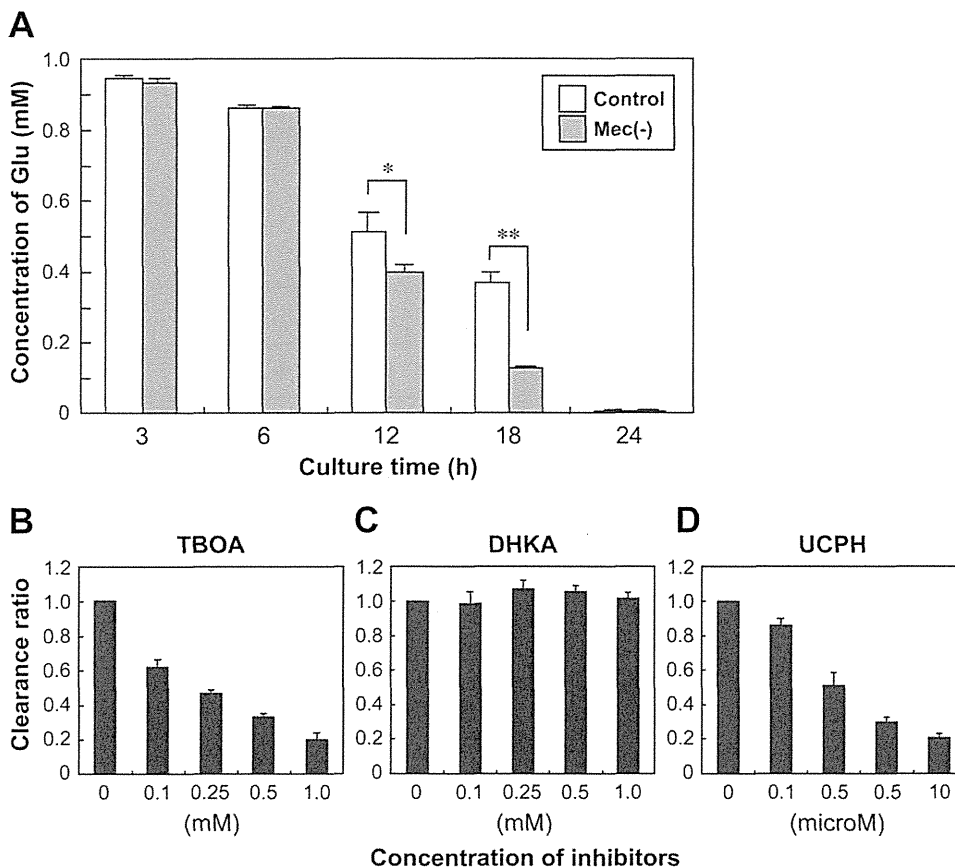 A
Concentration of Glu (mM)
1.0
0.8
0.6
0.4
0.2
0
Control
Mec(-)
*
**
3 6 12 18 24
Culture time (h)
B
TBOA
Clearance ratio
1.2
1.0
0.8
0.6
0.4
0.2
0
0 0.1 0.25 0.5 1.0
(mM)
C
DHKA
1.2
1.0
0.8
0.6
0.4
0.2
0
0 0.1 0.25 0.5 1.0
(mM)
D
UCPH
1.2
1.0
0.8
0.6
0.4
0.2
0
0 0.1 0.5 0.5 10
(microM)
Concentration of inhibitors